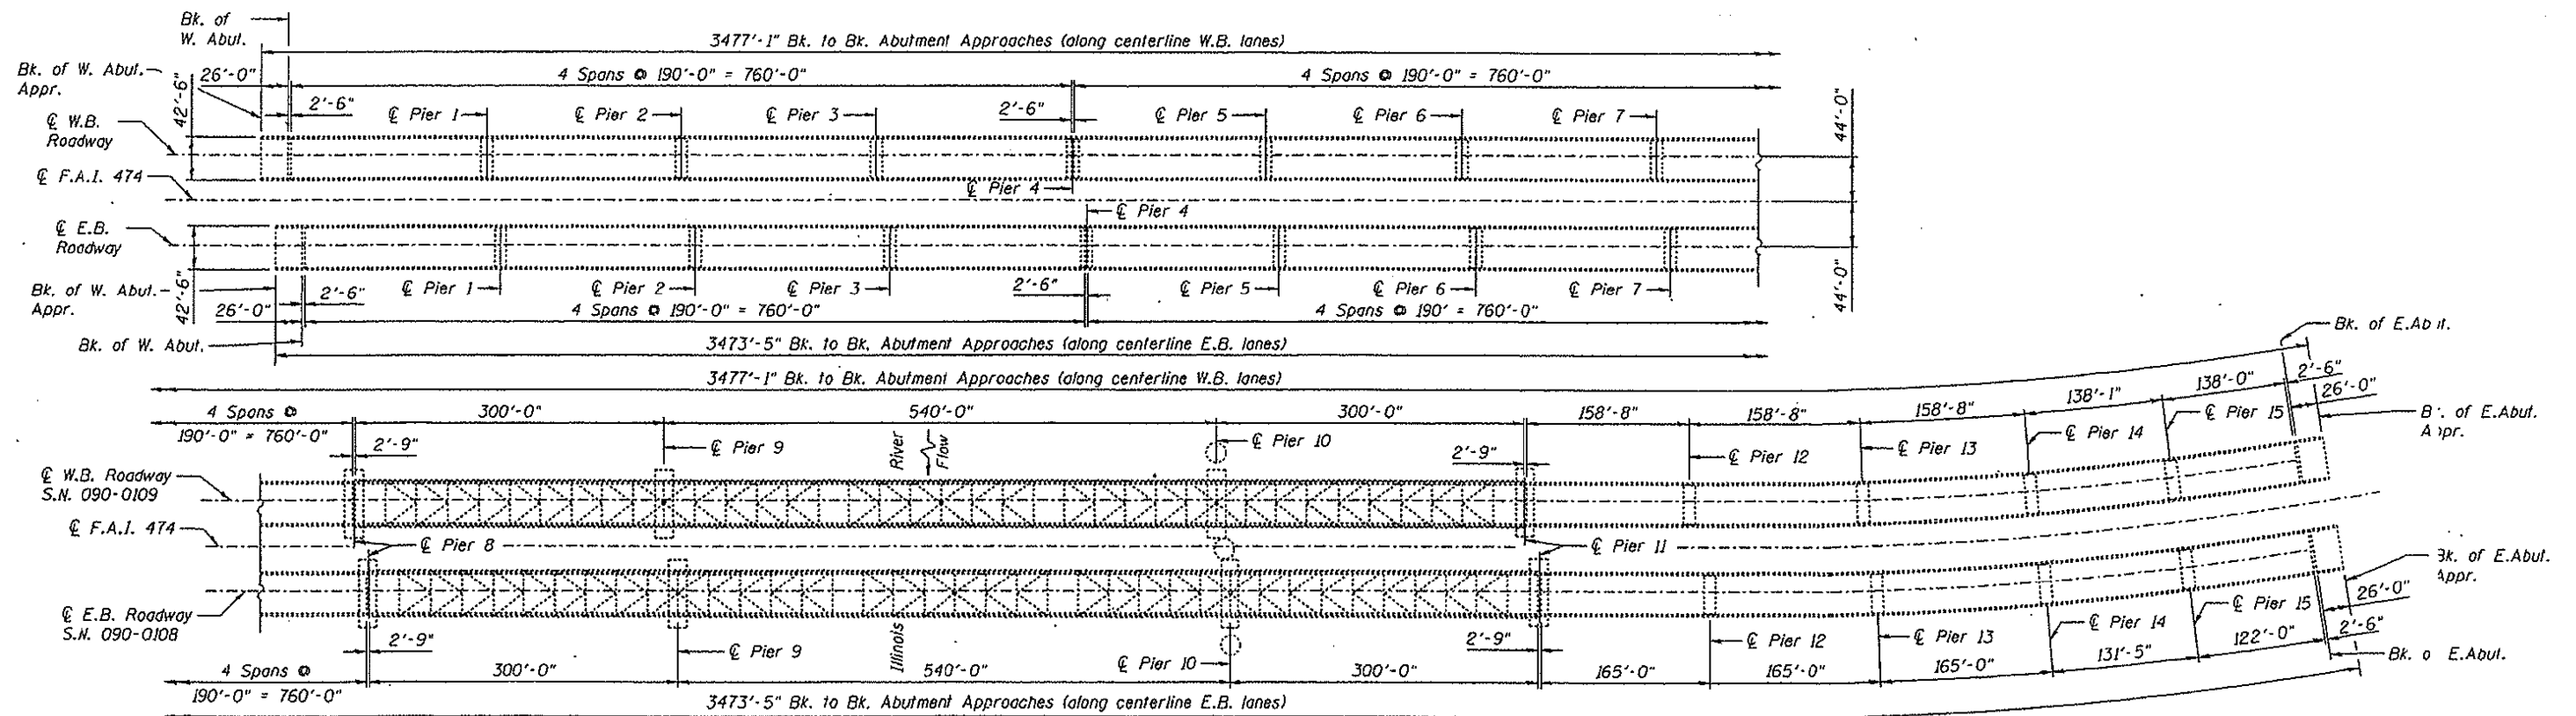 Bk. of
W. Abut.
3477'-1" Bk. to Bk. Abutment Approaches (along centerline W.B. lanes)
Bk. of W. Abut.
Appr.
26'-0"
4 Spans @ 190'-0" = 760'-0"
4 Spans @ 190'-0" = 760'-0"
42'-6"
2'-6"
℄ Pier 1
℄ Pier 2
℄ Pier 3
2'-6"
℄ Pier 5
℄ Pier 6
℄ Pier 7
44'-0"
℄ W.B.
Roadway
℄ F.A.I. 474
℄ Pier 4
℄ Pier 4
℄ E.B.
Roadway
Bk. of W. Abut.
Appr.
42'-6"
2'-6"
℄ Pier 1
℄ Pier 2
℄ Pier 3
2'-6"
℄ Pier 5
℄ Pier 6
℄ Pier 7
44'-0"
26'-0"
4 Spans @ 190'-0" = 760'-0"
4 Spans @ 190' = 760'-0"
Bk. of W. Abut.
3473'-5" Bk. to Bk. Abutment Approaches (along centerline E.B. lanes)
Bk. of E.Ab
3477'-1" Bk. to Bk. Abutment Approaches (along centerline W.B. lanes)
4 Spans @
190'-0" = 760'-0"
300'-0"
540'-0"
300'-0"
158'-8"
158'-8"
158'-8"
138'-1"
138'-0"
2'-6"
26'-0"
2'-9"
℄ Pier 9
River
Flow
℄ Pier 10
2'-9"
℄ Pier 12
℄ Pier 13
℄ Pier 14
℄ Pier 15
of E.Abut.
℄ W.B. Roadway
S.N. 090-0109
℄ F.A.I. 474
℄ Pier 8
℄ Pier 11
of E.Abut.
Appr.
℄ E.B. Roadway
S.N. 090-0108
2'-9"
℄ Pier 9
Illinois
℄ Pier 10
2'-9"
℄ Pier 12
℄ Pier 13
℄ Pier 14
℄ Pier 15
26'-0"
2'-6"
4 Spans @
190'-0" = 760'-0"
300'-0"
540'-0"
300'-0"
165'-0"
165'-0"
165'-0"
131'-5"
122'-0"
Bk. o E.Abut.
3473'-5" Bk. to Bk. Abutment Approaches (along centerline E.B. lanes)